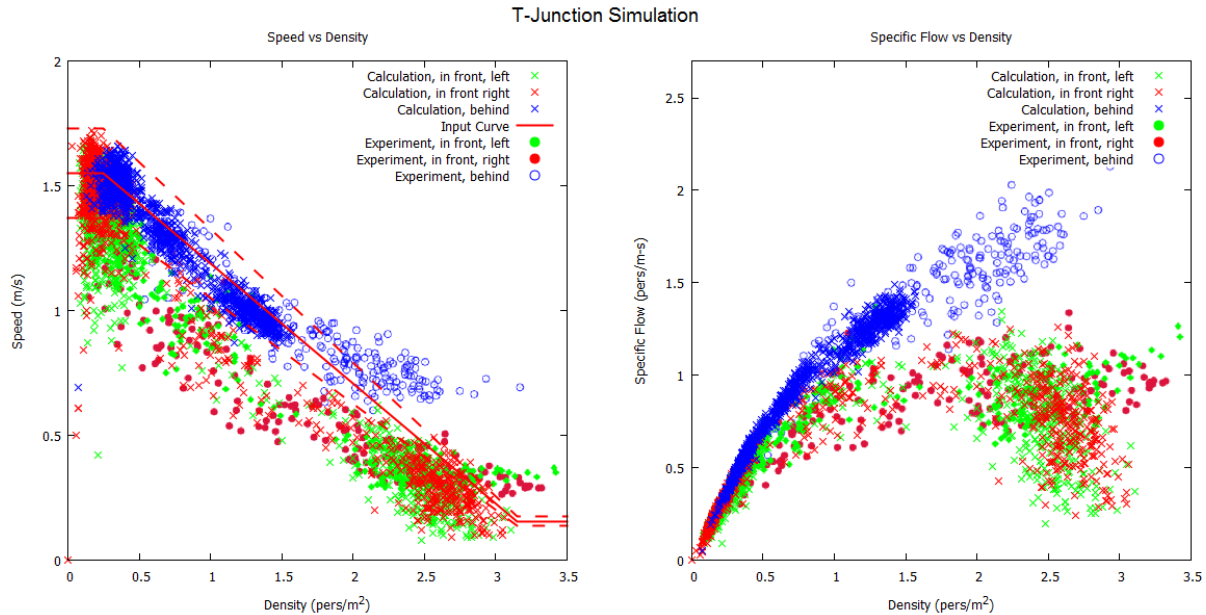 T-Junction Simulation
Speed vs Density
2
1.5
1
0.5
0
Speed (m/s)
Calculation, in front, left
Calculation, in front right
Calculation, behind
Input Curve
Experiment, in front, left
Experiment, in front, right
Experiment, behind
0 0.5 1 1.5 2 2.5 3 3.5
Density (pers/m²)
Specific Flow vs Density
2.5
2
1.5
1
0.5
0
Specific Flow (pers/m-s)
Calculation, in front, left
Calculation, in front, right
Calculation, behind
Experiment, in front, left
Experiment, in front, right
Experiment, behind
0 0.5 1 1.5 2 2.5 3 3.5
Density (pers/m²)